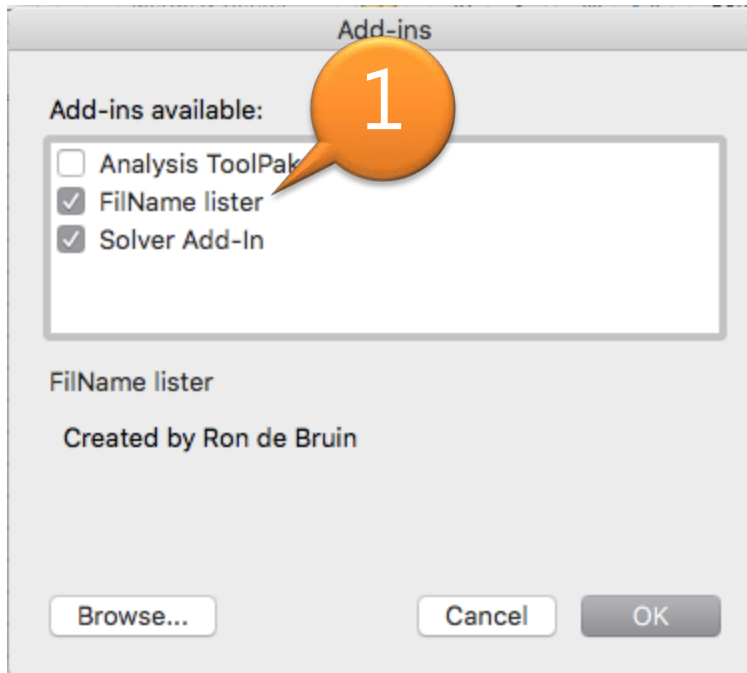 Add-ins
1
Add-ins available:
Analysis ToolPak
FilName lister
Solver Add-In
FilName lister
Created by Ron de Bruin
Browse...
Cancel
OK